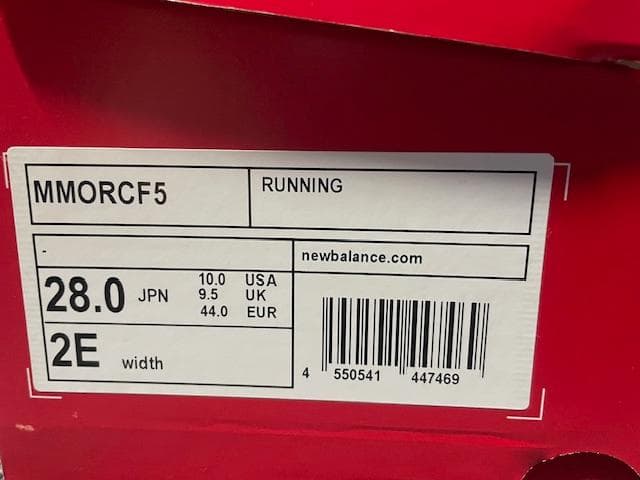 MMORCF5
RUNNING
-
newbalance.com
28.0 JPN
10.0 USA
9.5 UK
44.0 EUR
2E width
4 550541 447469